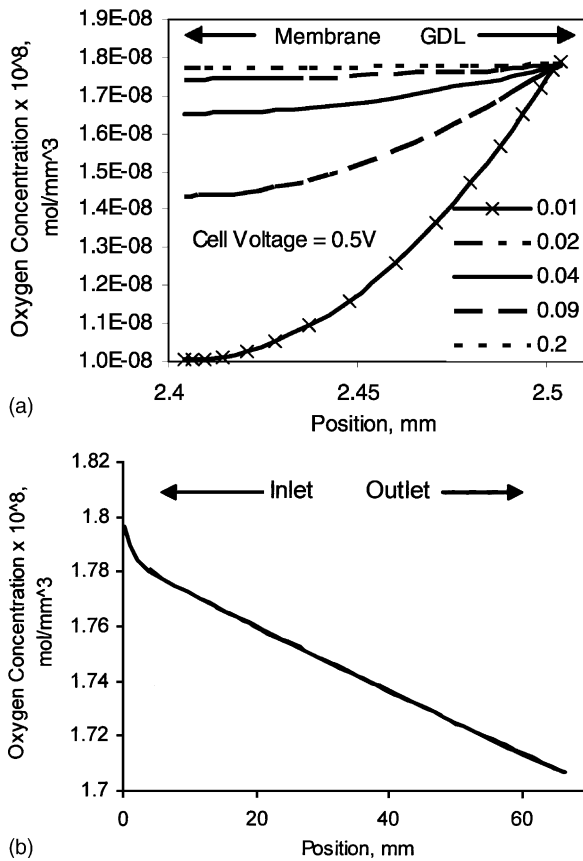 1.9E-08
Membrane GDL
1.8E-08
1.7E-08
1.6E-08
1.5E-08
1.4E-08
1.3E-08
1.2E-08
1.1E-08
1.0E-08
Oxygen Concentration x 10^8,
mol/mm^3
Cell Voltage = 0.5V
0.01
0.02
0.04
0.09
0.2
2.4 2.45 2.5
Position, mm
(a)
1.82
Inlet Outlet
1.8
1.78
1.76
1.74
1.72
1.7
Oxygen Concentration x 10^8,
mol/mm^3
0 20 40 60
Position, mm
(b)